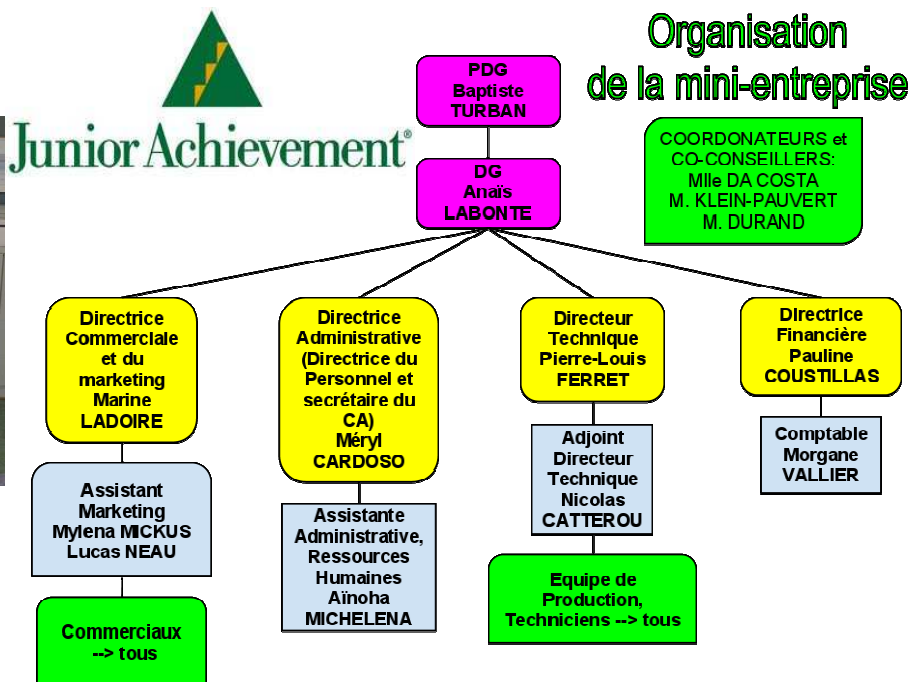 Organisation
de la mini-entreprise
Junior Achievement®
PDG
Baptiste
TURBAN
COORDONATEURS et
CO-CONSEILLERS:
Mlle DA COSTA
M. KLEIN-PAUVERT
M. DURAND
DG
Anaïs
LABONTE
Directrice
Commerciale
et du
marketing
Marine
LADOIRE
Directrice
Administrative
(Directrice du
Personnel et
secrétaire du
CA)
Méryl
CARDOSO
Directeur
Technique
Pierre-Louis
FERRET
Directrice
Financière
Pauline
COUSTILLAS
Assistant
Marketing
Mylena MICKUS
Lucas NEAU
Assistante
Administrative,
Ressources
Humaines
Aïnoha
MICHELENA
Adjoint
Directeur
Technique
Nicolas
CATTEROU
Comptable
Morgane
VALLIER
Commerciaux
--> tous
Equipe de
Production,
Techniciens --> tous